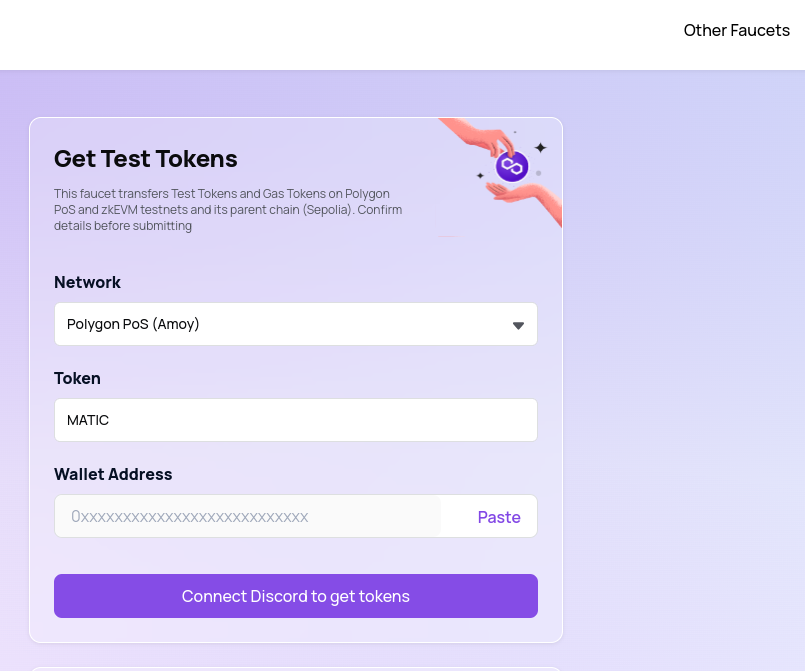 Other Faucets
Get Test Tokens
This faucet transfers Test Tokens and Gas Tokens on Polygon
PoS and zkEVM testnets and its parent chain (Sepolia). Confirm
details before submitting
Network
Polygon PoS (Amoy)
Token
MATIC
Wallet Address
0xxxxxxxxxxxxxxxxxxxxxxxxxxx
Paste
Connect Discord to get tokens